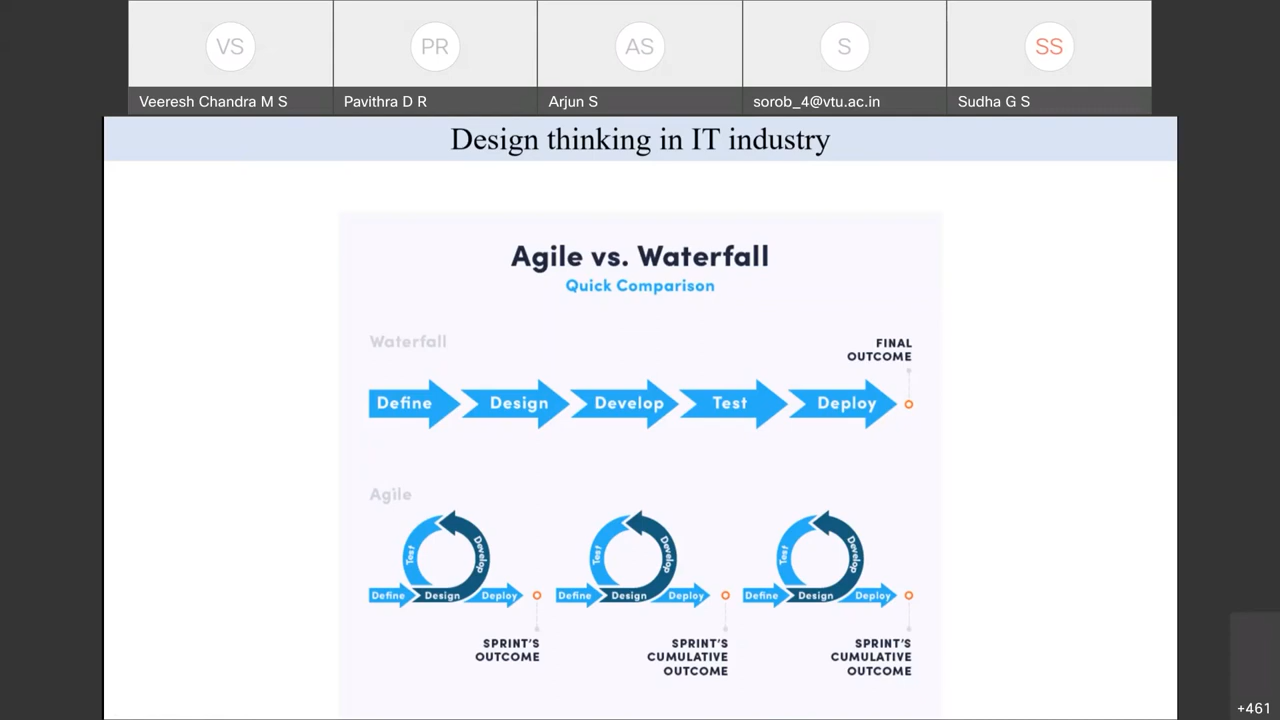 VS
PR
AS
S
SS
Veeresh Chandra M S
Pavithra D R
Arjun S
sorob_4@vtu.ac.in
Sudha G S
Design thinking in IT industry
Agile vs. Waterfall
Quick Comparison
Waterfall
FINAL
OUTCOME
Define
Design
Develop
Test
Deploy
Agile
Test
Develop
Define
Design
Deploy
Test
Develop
Define
Design
Deploy
Test
Develop
Define
Design
Deploy
SPRINT'S
OUTCOME
SPRINT'S
CUMULATIVE
OUTCOME
SPRINT'S
CUMULATIVE
OUTCOME
+461